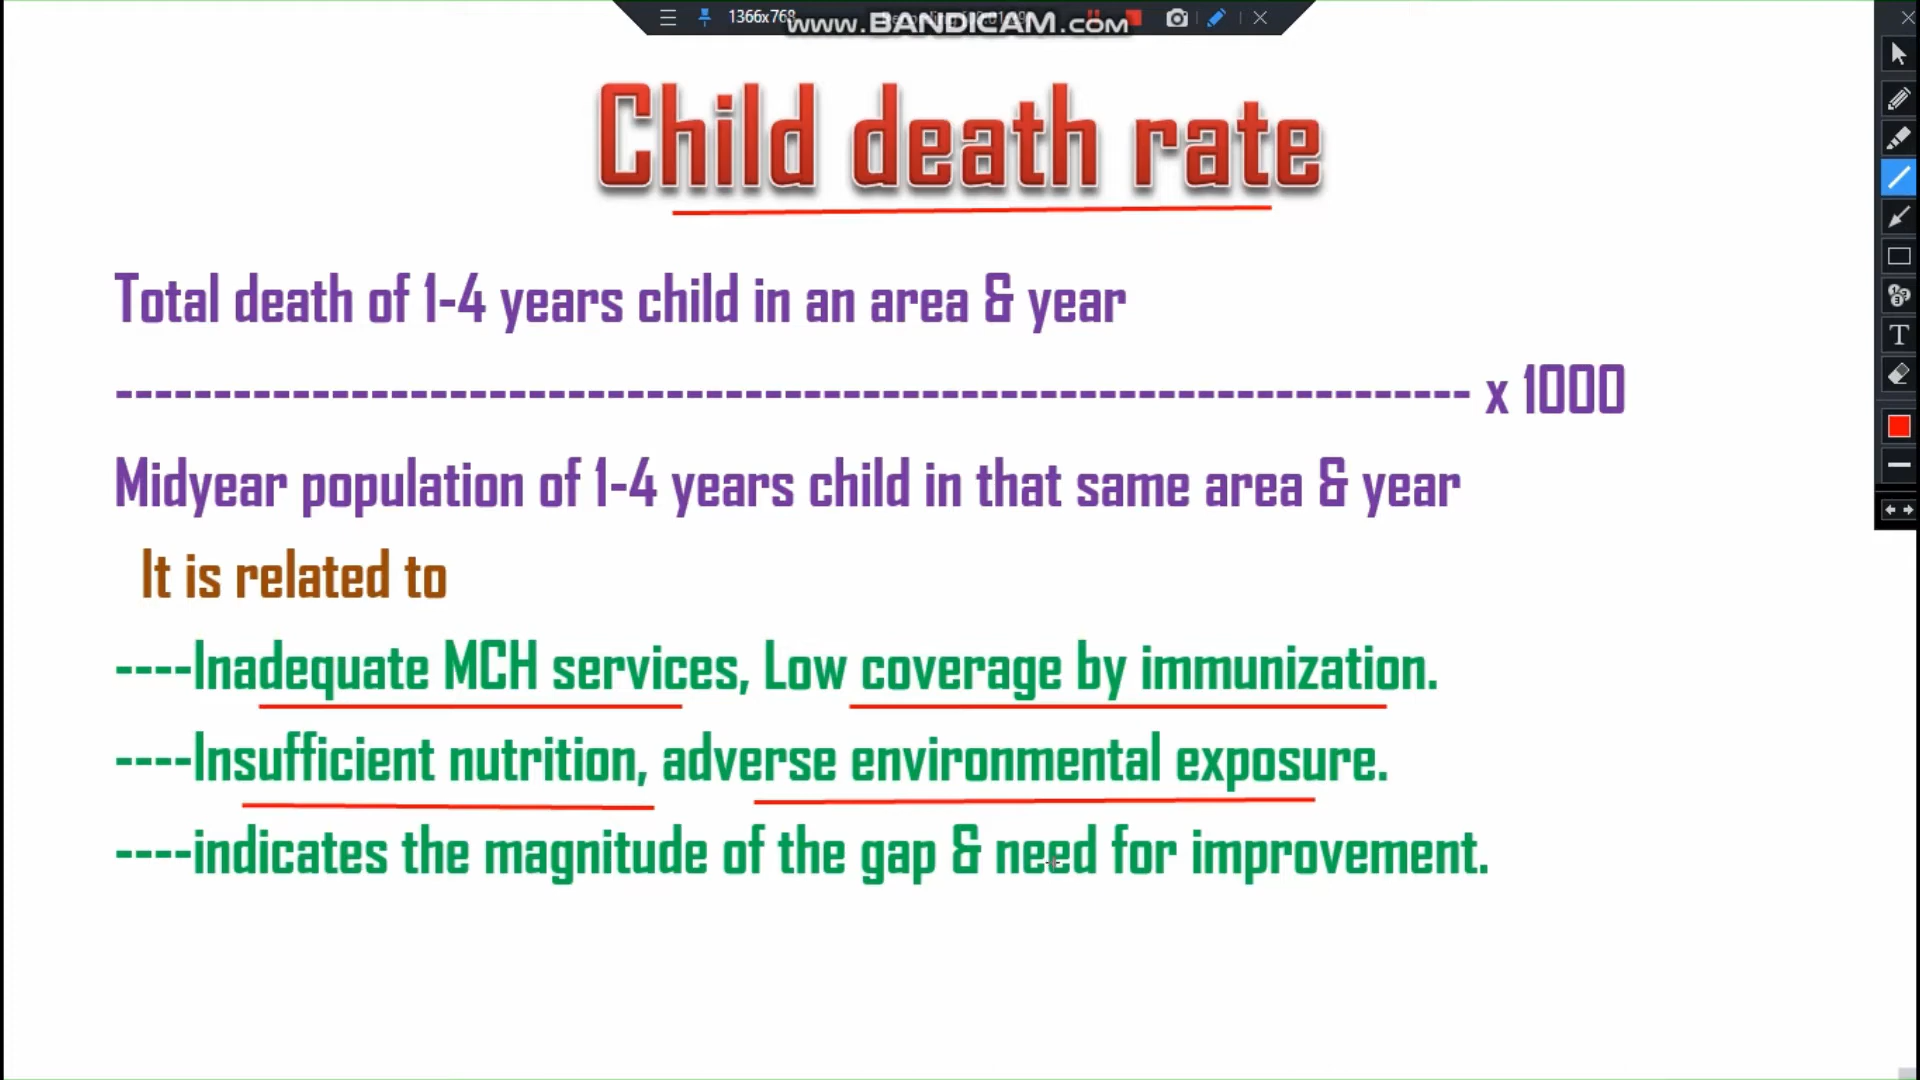 1366x768
www.BANDICAM.com
Child death rate
Total death of 1-4 years child in an area & year
-------------------------------------------------------------------- x 1000
Midyear population of 1-4 years child in that same area & year
It is related to
----Inadequate MCH services, Low coverage by immunization.
----Insufficient nutrition, adverse environmental exposure.
----indicates the magnitude of the gap & need for improvement.